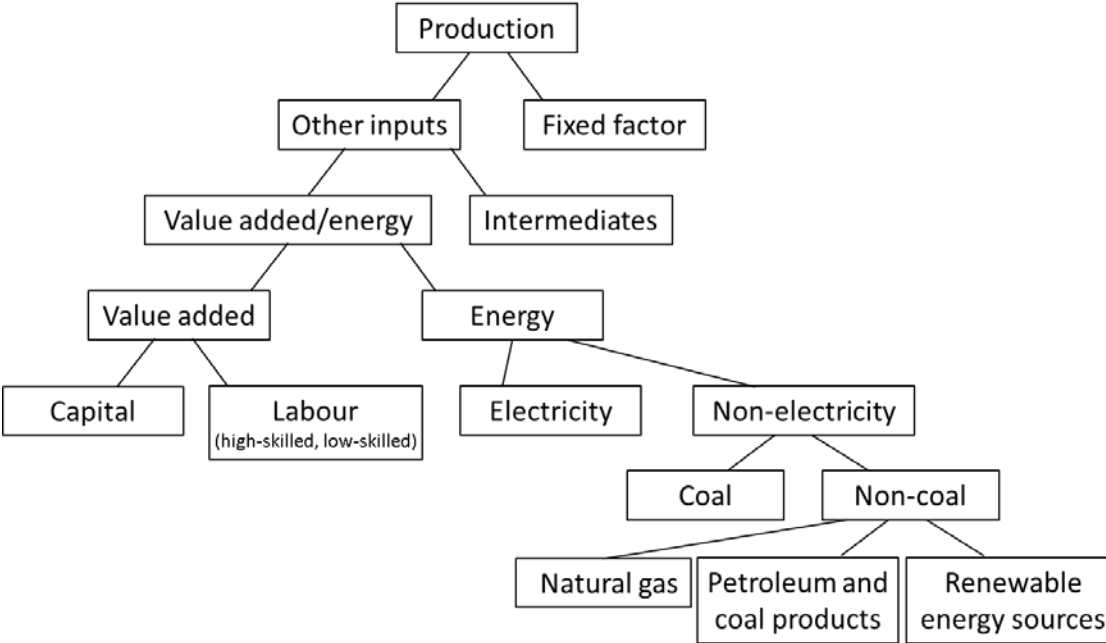 Production
Other inputs
Fixed factor
Value added/energy
Intermediates
Value added
Energy
Capital
Labour
(high-skilled, low-skilled)
Electricity
Non-electricity
Coal
Non-coal
Natural gas
Petroleum and
coal products
Renewable
energy sources